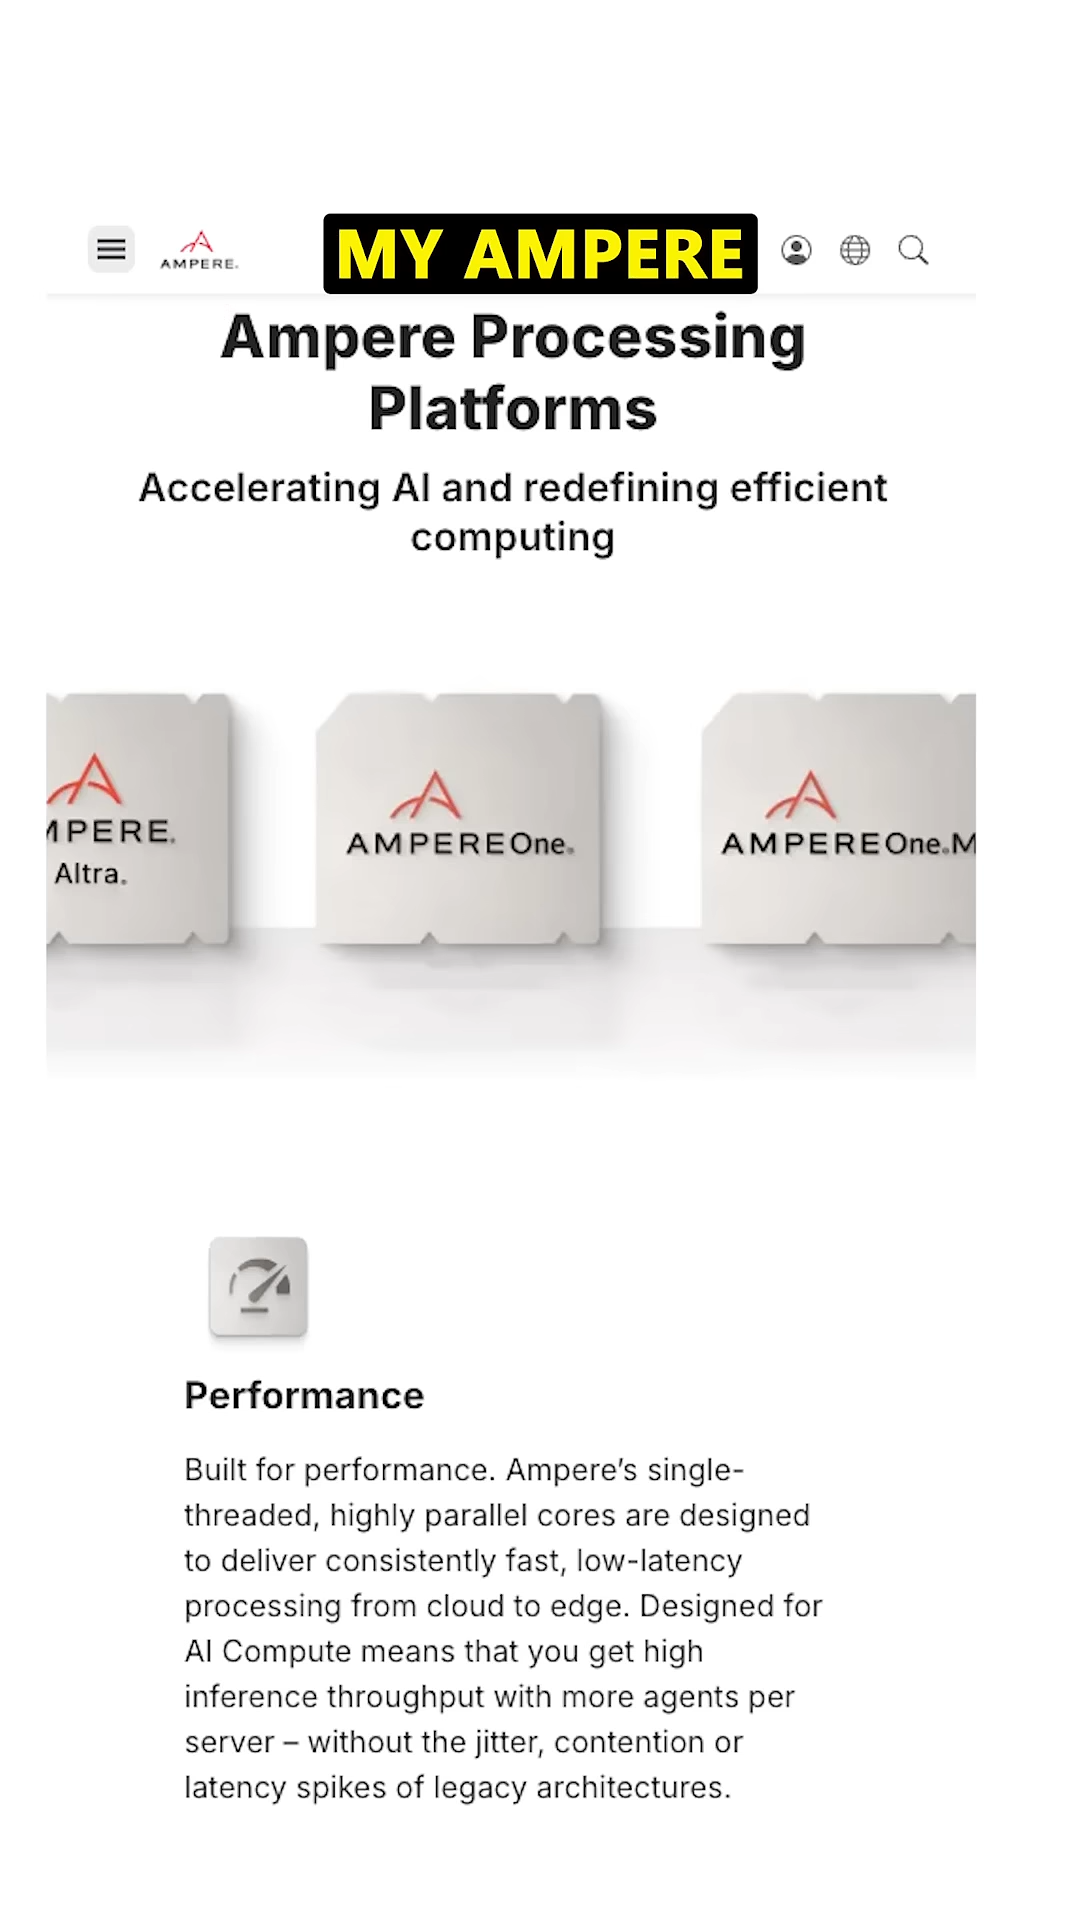 AMPERE.
MY AMPERE
Ampere Processing
Platforms
Accelerating AI and redefining efficient
computing
MPERE.
Altra.
AMPEREOne.
AMPEREOne.M
Performance
Built for performance. Ampere’s single-
threaded, highly parallel cores are designed
to deliver consistently fast, low-latency
processing from cloud to edge. Designed for
AI Compute means that you get high
inference throughput with more agents per
server – without the jitter, contention or
latency spikes of legacy architectures.